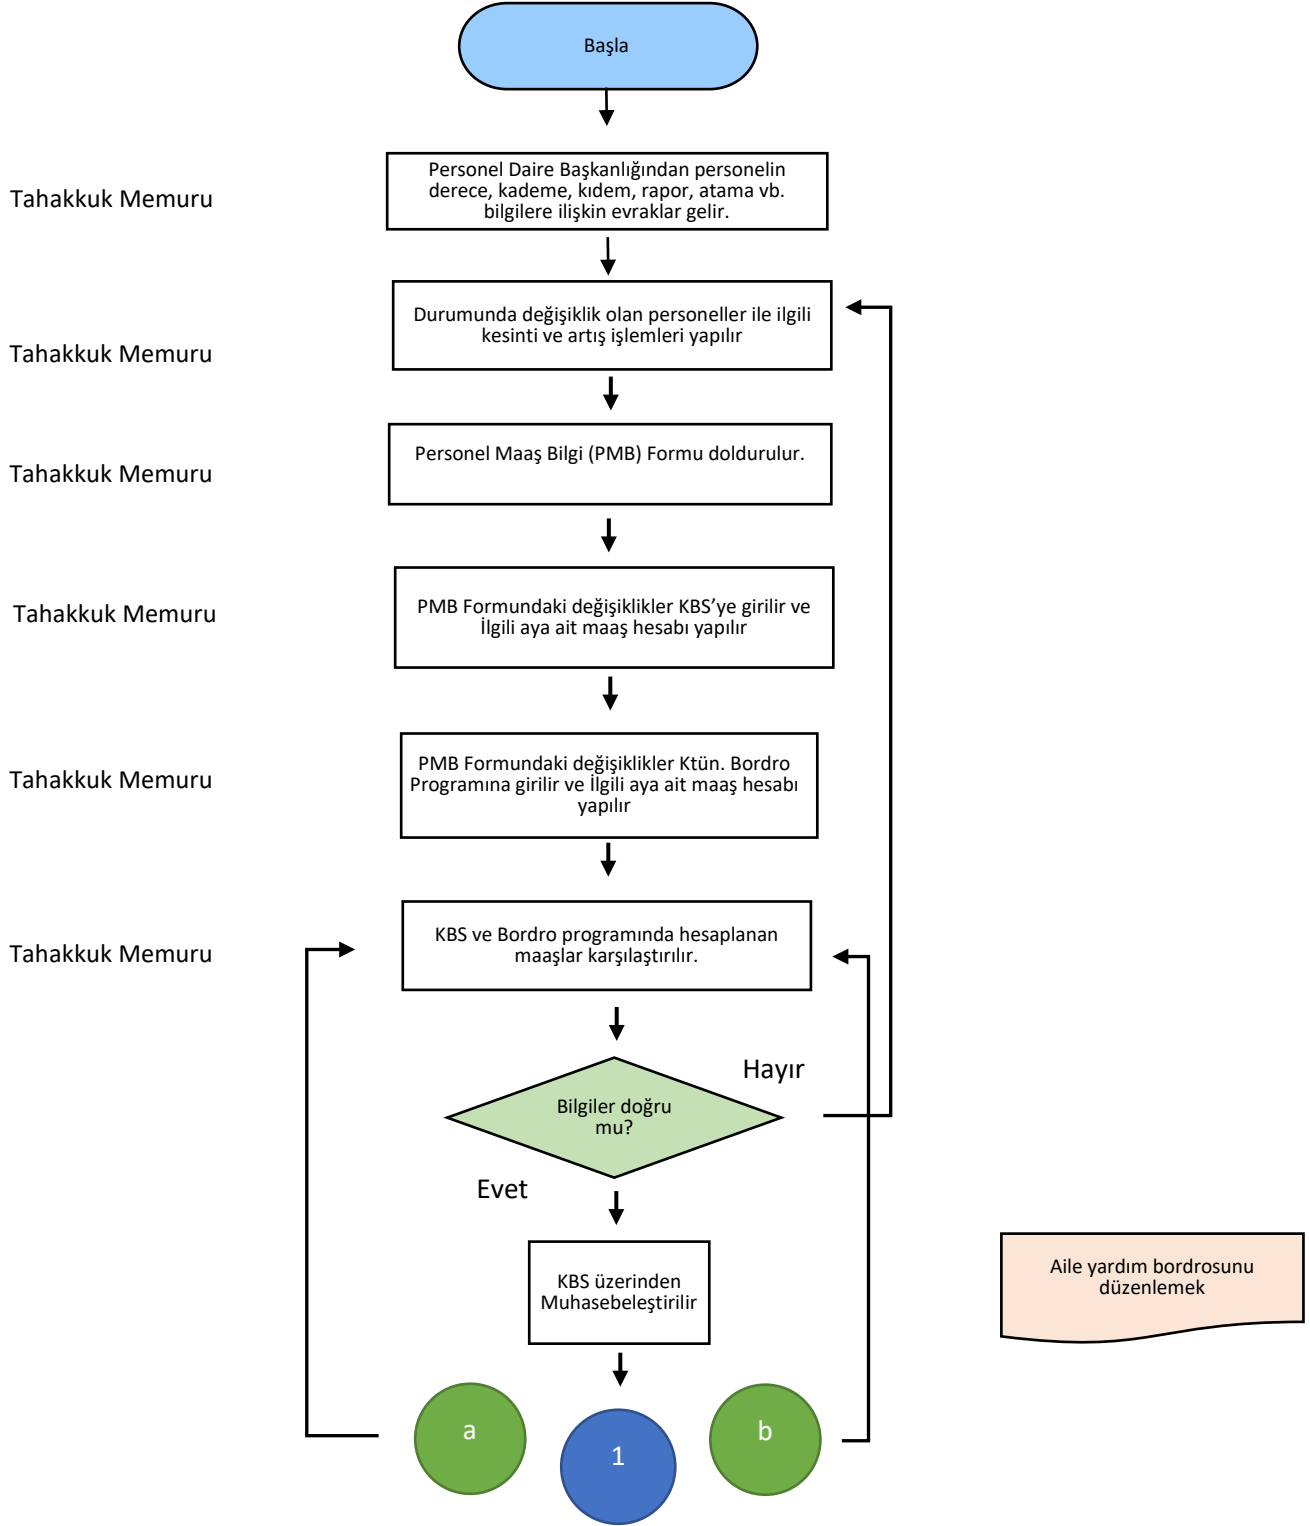 Başla
Tahakkuk Memuru
Personel Daire Başkanlığından personelin
derece, kademe, kıdem, rapor, atama vb.
bilgilere ilişkin evraklar gelir.
Tahakkuk Memuru
Durumunda değişiklik olan personeller ile ilgili
kesinti ve artış işlemleri yapılır
Tahakkuk Memuru
Personel Maaş Bilgi (PMB) Formu doldurulur.
Tahakkuk Memuru
PMB Formundaki değişiklikler KBS’ye girilir ve
İlgili aya ait maaş hesabı yapılır
Tahakkuk Memuru
PMB Formundaki değişiklikler Ktün. Bordro
Programına girilir ve İlgili aya ait maaş hesabı
yapılır
Tahakkuk Memuru
KBS ve Bordro programında hesaplanan
maaşlar karşılaştırılır.
Hayır
Bilgiler doğru
mu?
Evet
KBS üzerinden
Muhasebeleştirilir
Aile yardım bordrosunu
düzenlemek
a
1
b